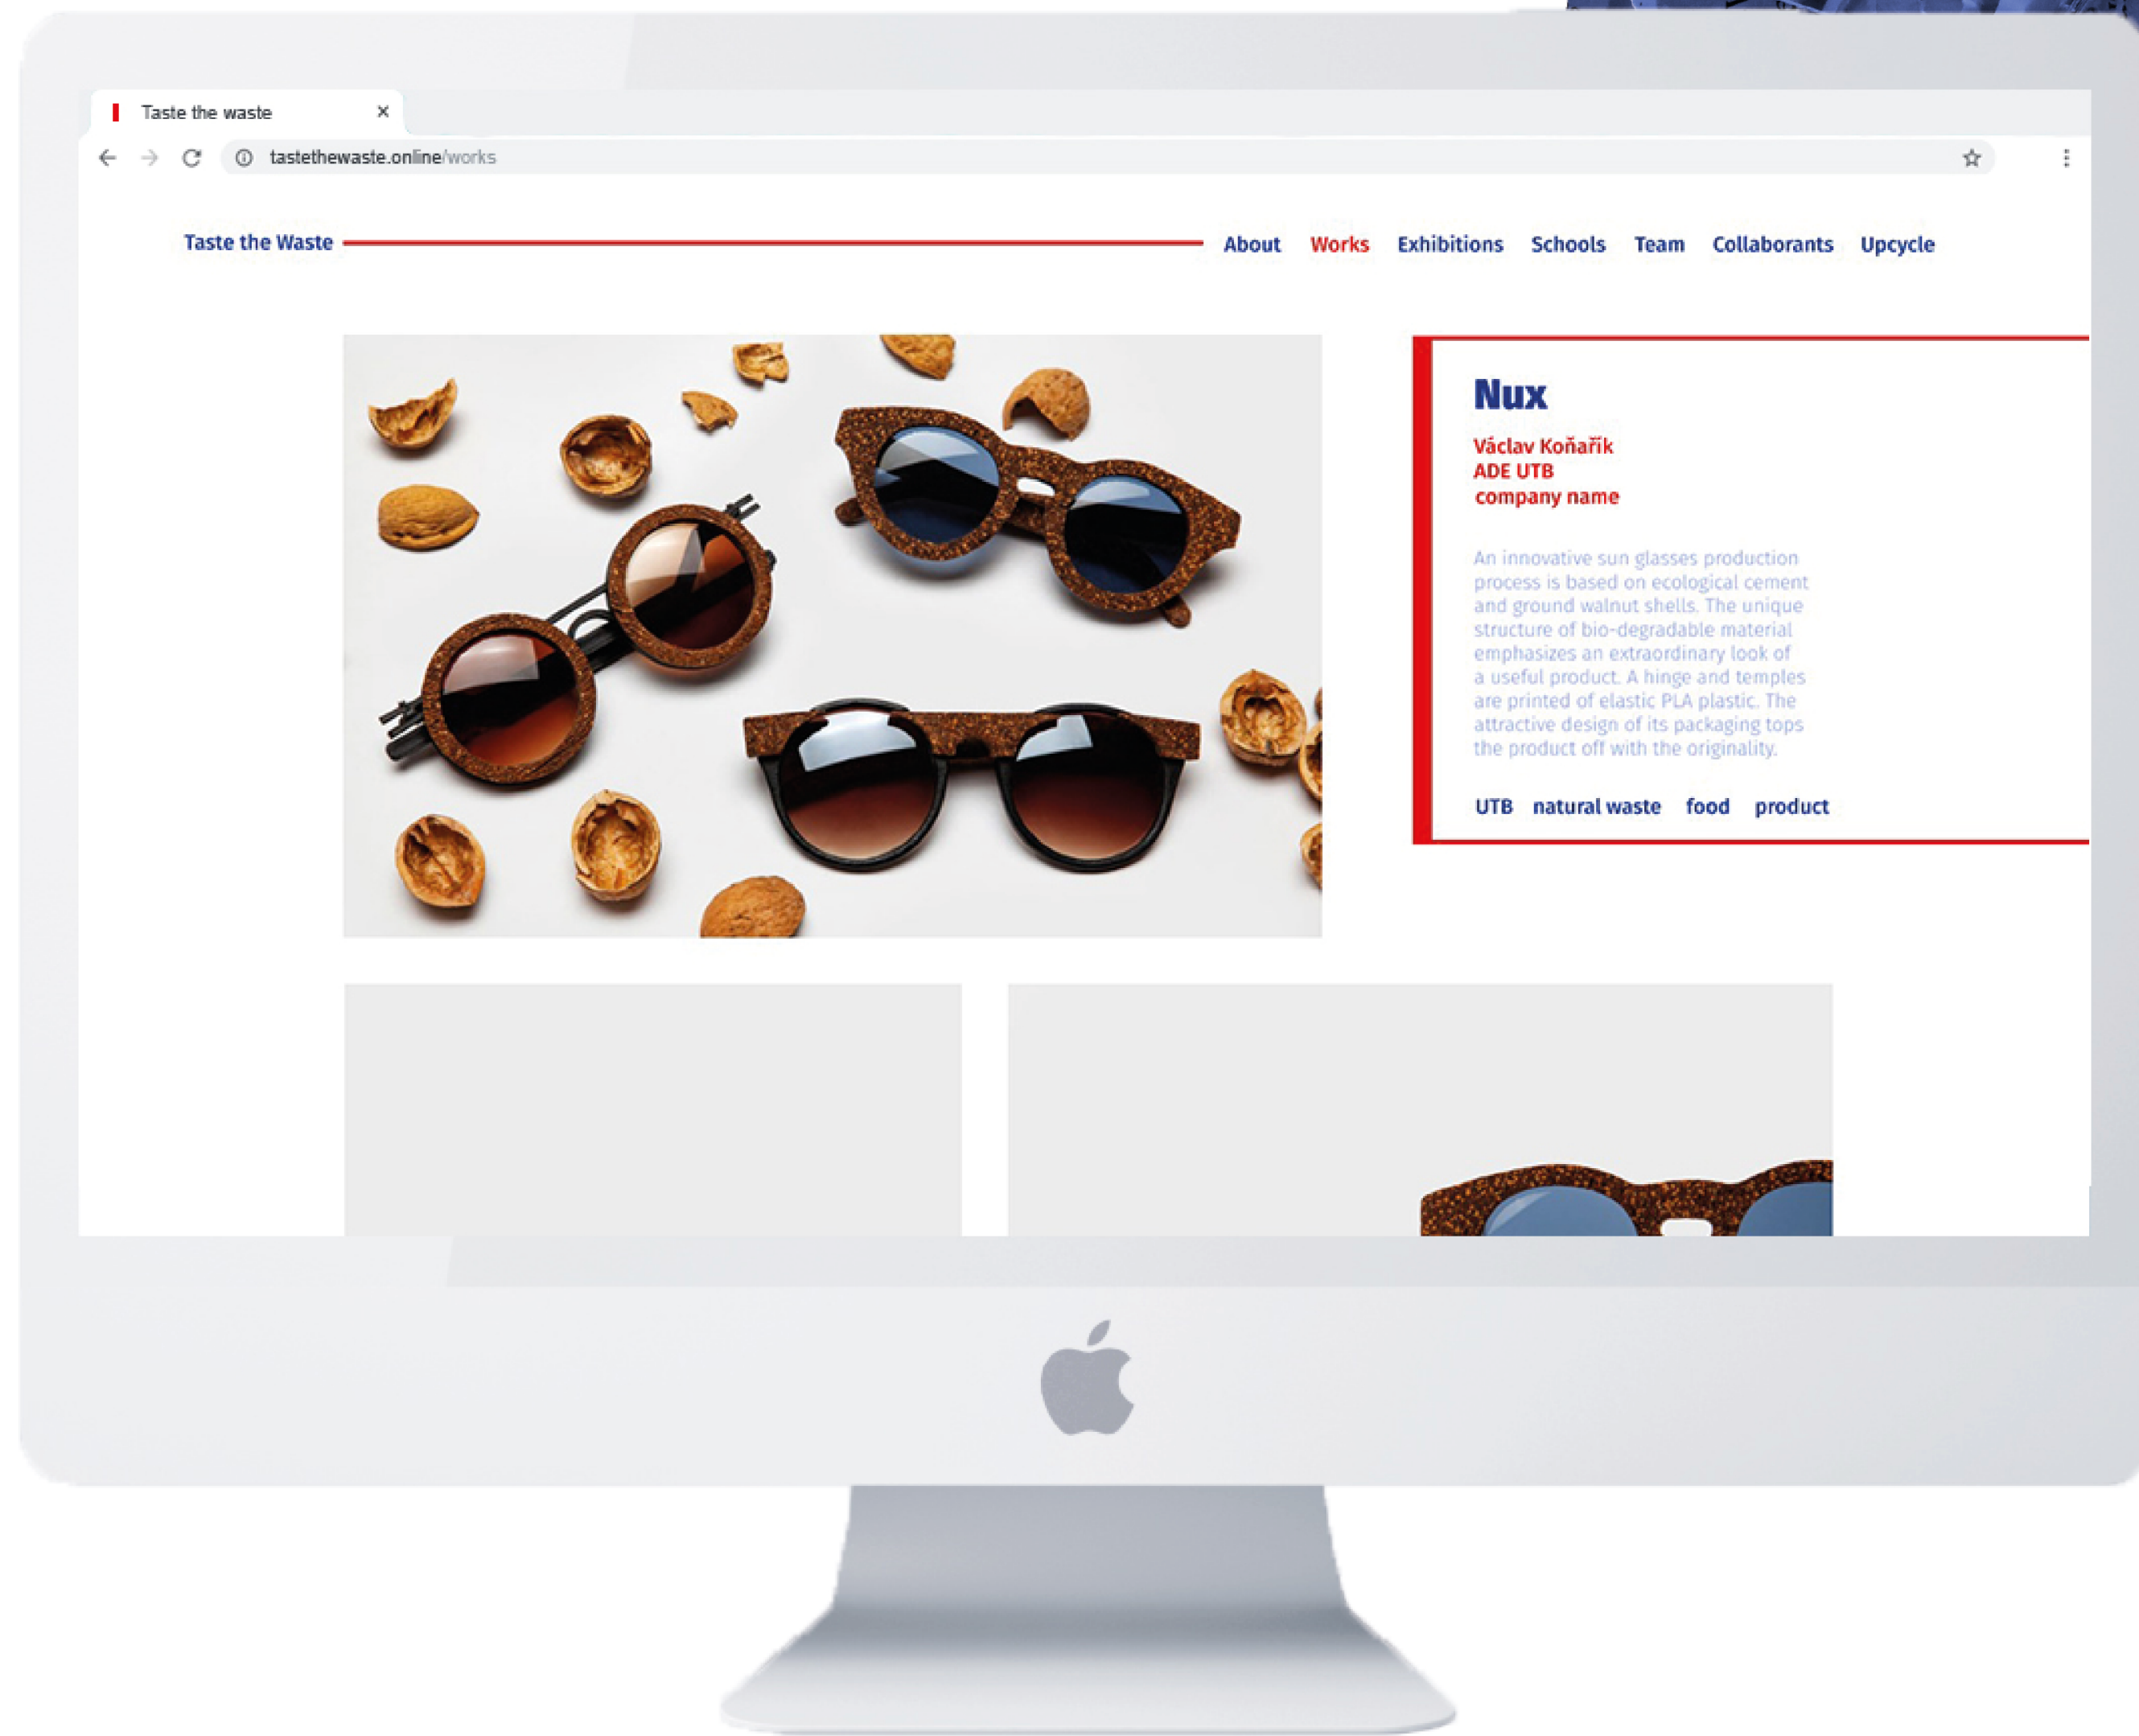 Taste the waste
tastethewaste.online/works
Taste the Waste
About Works Exhibitions Schools Team Collaborants Upcycle
Nux
Václav Koňařík
ADE UTB
company name
An innovative sun glasses production
process is based on ecological cement
and ground walnut shells. The unique
structure of bio-degradable material
emphasizes an extraordinary look of
a useful product. A hinge and temples
are printed of elastic PLA plastic. The
attractive design of its packaging tops
the product off with the originality.
UTB natural waste food product